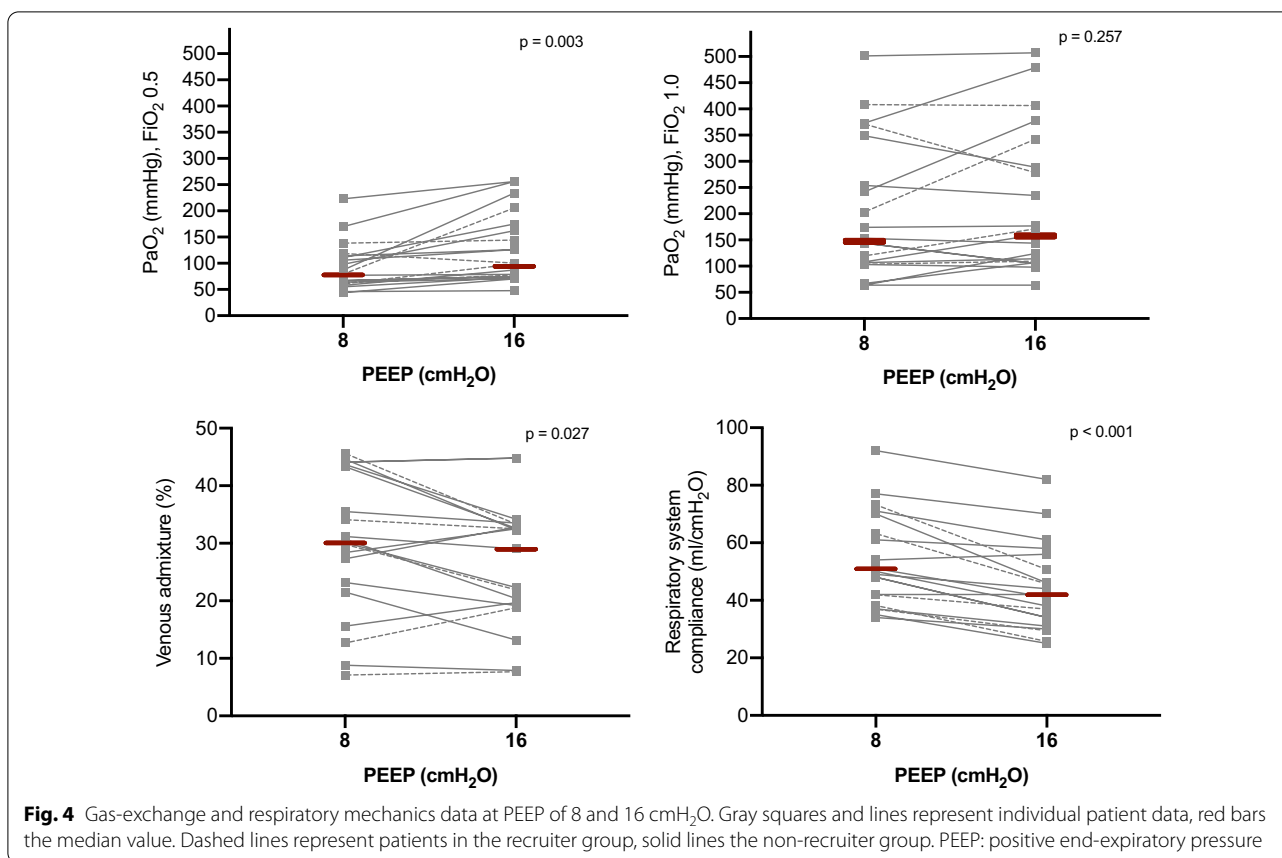 p = 0.003
500
450
400
350
300
250
200
150
100
50
0
PaO₂ (mmHg), FiO₂ 0.5
8
16
PEEP (cmH₂O)
p = 0.257
500
450
400
350
300
250
200
150
100
50
0
PaO₂ (mmHg), FiO₂ 1.0
8
16
PEEP (cmH₂O)
p = 0.027
50
40
30
20
10
0
Venous admixture (%)
8
16
PEEP (cmH₂O)
p < 0.001
100
80
60
40
20
0
Respiratory system
compliance (ml/cmH₂O)
8
16
PEEP (cmH₂O)
Fig. 4 Gas-exchange and respiratory mechanics data at PEEP of 8 and 16 cmH₂O. Gray squares and lines represent individual patient data, red bars
the median value. Dashed lines represent patients in the recruiter group, solid lines the non-recruiter group. PEEP: positive end-expiratory pressure